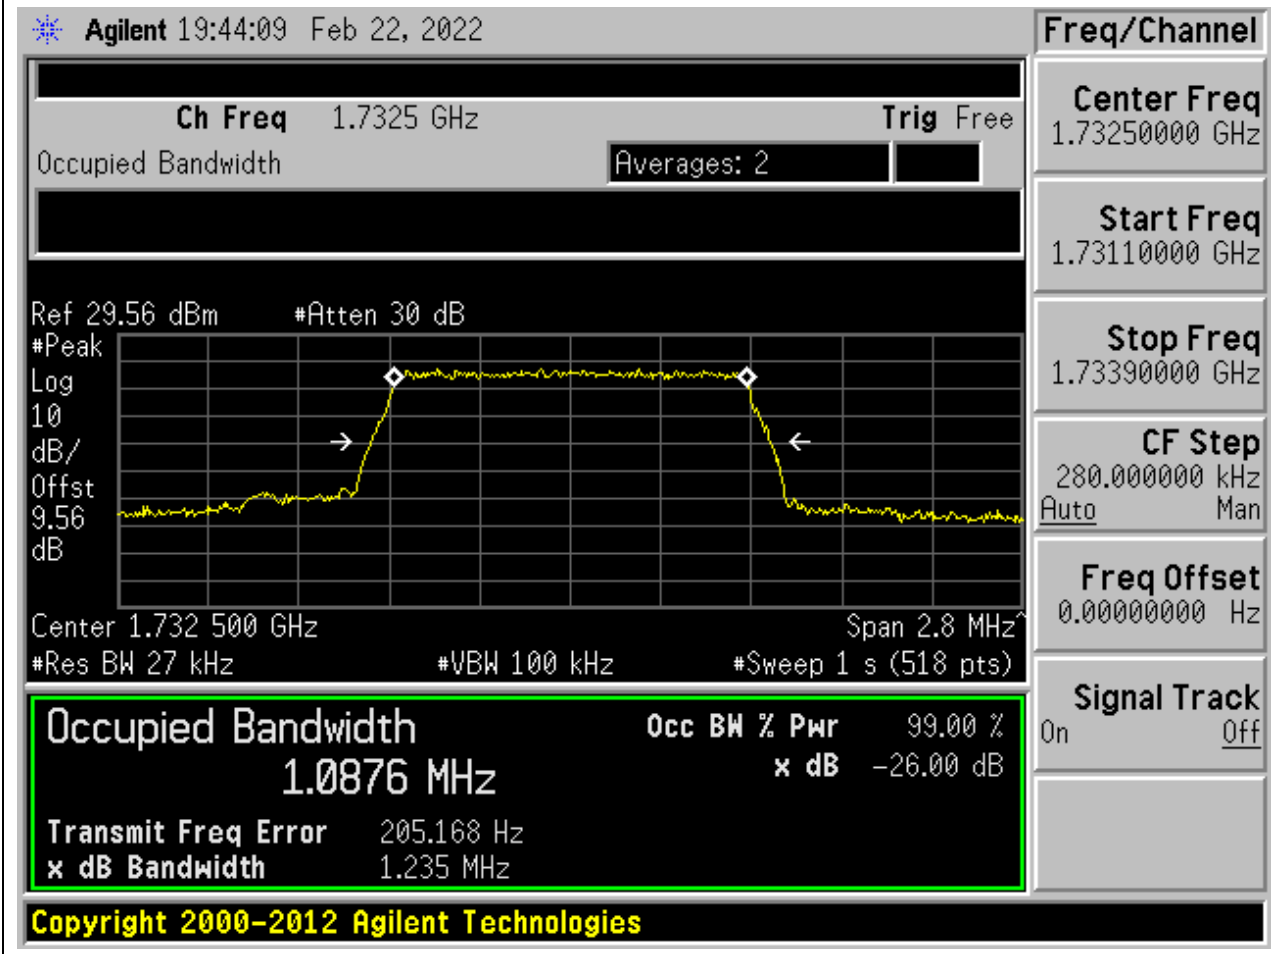 Agilent 19:44:09 Feb 22, 2022
Freq/Channel
Ch Freq 1.7325 GHz
Trig Free
Occupied Bandwidth
Averages: 2
Center Freq
1.73250000 GHz
Start Freq
1.73110000 GHz
Stop Freq
1.73390000 GHz
CF Step
280.000000 kHz
Auto Man
Freq Offset
0.00000000 Hz
Signal Track
On Off
Ref 29.56 dBm #Atten 30 dB
#Peak
Log
10
dB/
Offst
9.56
dB
Center 1.732 500 GHz Span 2.8 MHz^
#Res BW 27 kHz #VBW 100 kHz #Sweep 1 s (518 pts)
Occupied Bandwidth
1.0876 MHz
Occ BW % Pwr 99.00 %
x dB -26.00 dB
Transmit Freq Error 205.168 Hz
x dB Bandwidth 1.235 MHz
Copyright 2000-2012 Agilent Technologies